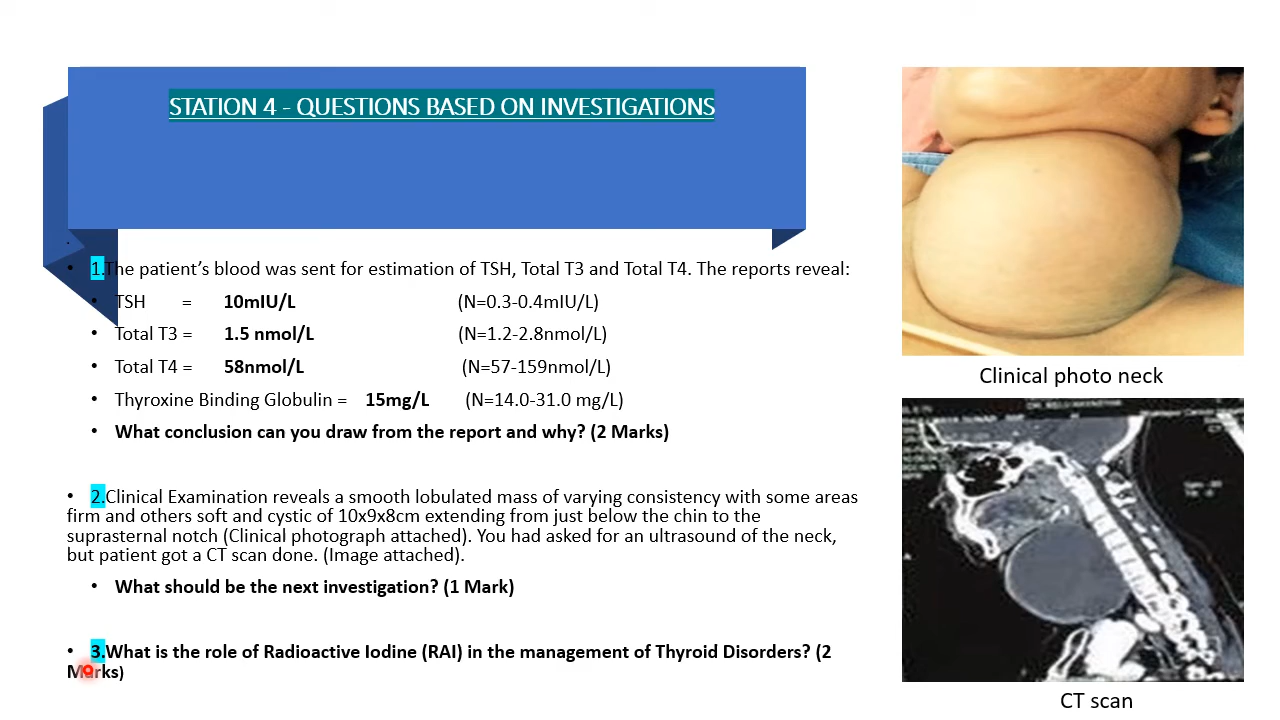 STATION 4 - QUESTIONS BASED ON INVESTIGATIONS
• 1.The patient’s blood was sent for estimation of TSH, Total T3 and Total T4. The reports reveal:
• TSH = 10mIU/L (N=0.3-0.4mIU/L)
• Total T3 = 1.5 nmol/L (N=1.2-2.8nmol/L)
• Total T4 = 58nmol/L (N=57-159nmol/L)
• Thyroxine Binding Globulin = 15mg/L (N=14.0-31.0 mg/L)
• What conclusion can you draw from the report and why? (2 Marks)
• 2.Clinical Examination reveals a smooth lobulated mass of varying consistency with some areas
firm and others soft and cystic of 10x9x8cm extending from just below the chin to the
suprasternal notch (Clinical photograph attached). You had asked for an ultrasound of the neck,
but patient got a CT scan done. (Image attached).
• What should be the next investigation? (1 Mark)
• 3.What is the role of Radioactive Iodine (RAI) in the management of Thyroid Disorders? (2
Marks)
Clinical photo neck
CT scan